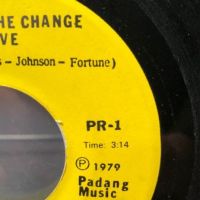 HE CHANGE
VE
- Johnson - Fortune)
PR-1
Time: 3:14
Ⓟ 1979
Padang
Music